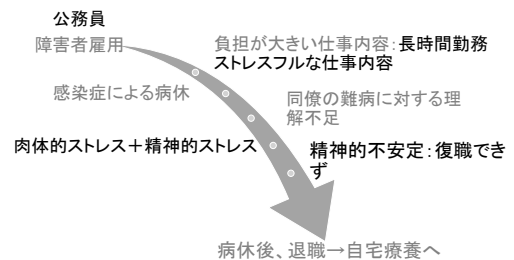 公務員
障害者雇用
負担が大きい仕事内容：長時間勤務
ストレスフルな仕事内容
感染症による病休
同僚の難病に対する理
解不足
肉体的ストレス＋精神的ストレス
精神的不安定：復職でき
ず
病休後、退職→自宅療養へ